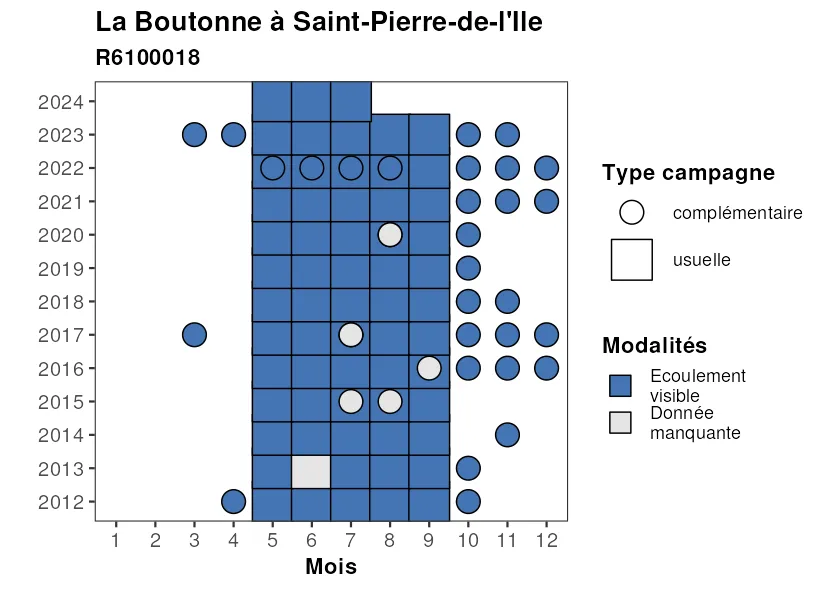 La Boutonne à Saint-Pierre-de-l'Ile
R6100018
2024
2023
2022
2021
2020
2019
2018
2017
2016
2015
2014
2013
2012
1 2 3 4 5 6 7 8 9 10 11 12
Mois
Type campagne
complémentaire
usuelle
Modalités
Ecoulement
visible
Donnée
manquante